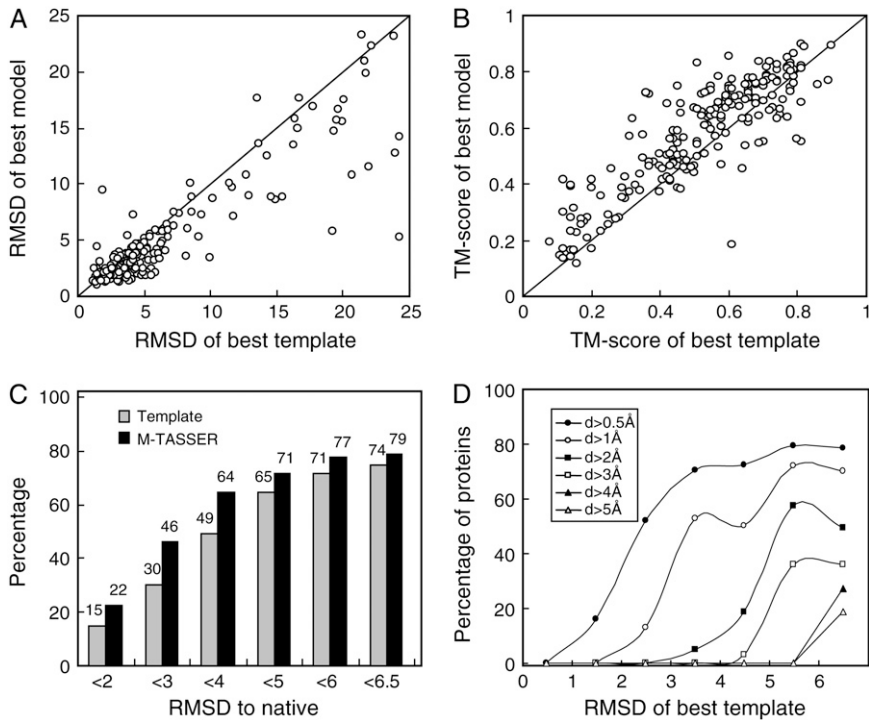 A
RMSD of best model
25
20
15
10
5
0
0 5 10 15 20 25
RMSD of best template
B
TM-score of best model
1
0.8
0.6
0.4
0.2
0
0 0.2 0.4 0.6 0.8 1
TM-score of best template
C
Percentage
100
80
60
40
20
0
Template
M-TASSER
15 22
30 46
49 64
65 71
71 77
74 79
<2 <3 <4 <5 <6 <6.5
RMSD to native
D
Percentage of proteins
100
80
60
40
20
0
d>0.5Å
d>1Å
d>2Å
d>3Å
d>4Å
d>5Å
0 1 2 3 4 5 6
RMSD of best template